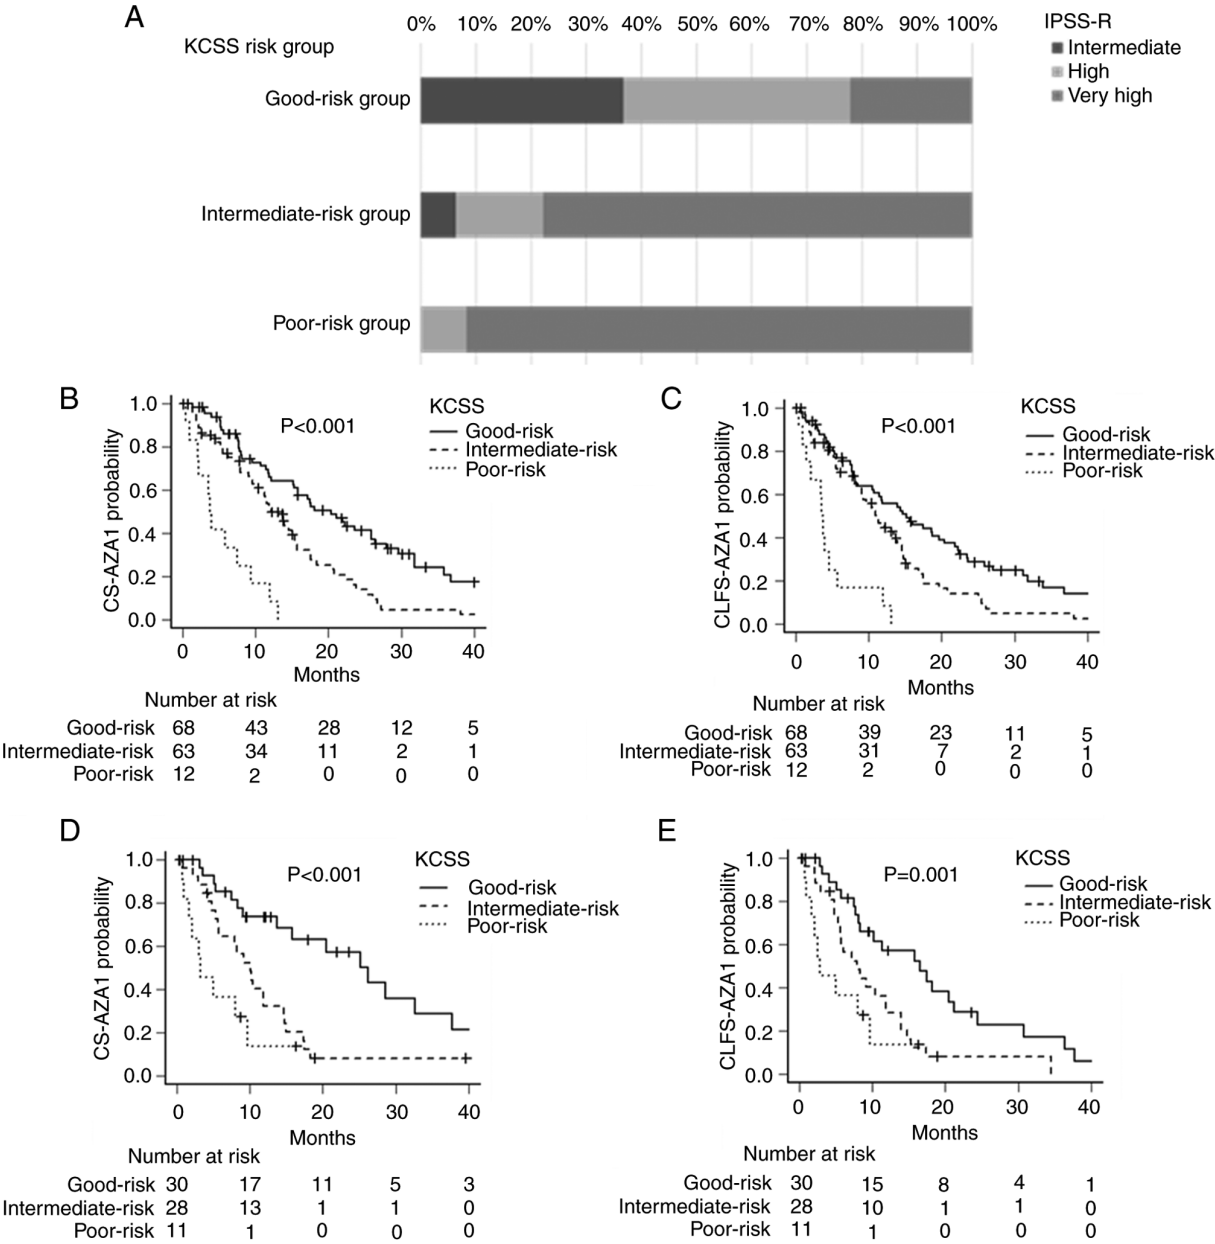 A
0% 10% 20% 30% 40% 50% 60% 70% 80% 90% 100%
IPSS-R
Intermediate
High
Very high
KCSS risk group
Good-risk group
Intermediate-risk group
Poor-risk group
B
CS-AZA1 probability
1.0
0.8
0.6
0.4
0.2
0.0
P<0.001
KCSS
Good-risk
Intermediate-risk
Poor-risk
0 10 20 30 40
Months
Number at risk
Good-risk 68 43 28 12 5
Intermediate-risk 63 34 11 2 1
Poor-risk 12 2 0 0 0
C
CLFS-AZA1 probability
1.0
0.8
0.6
0.4
0.2
0.0
P<0.001
KCSS
Good-risk
Intermediate-risk
Poor-risk
0 10 20 30 40
Months
Number at risk
Good-risk 68 39 23 11 5
Intermediate-risk 63 31 7 2 1
Poor-risk 12 2 0 0 0
D
CS-AZA1 probability
1.0
0.8
0.6
0.4
0.2
0.0
P<0.001
KCSS
Good-risk
Intermediate-risk
Poor-risk
0 10 20 30 40
Months
Number at risk
Good-risk 30 17 11 5 3
Intermediate-risk 28 13 1 1 0
Poor-risk 11 1 0 0 0
E
CLFS-AZA1 probability
1.0
0.8
0.6
0.4
0.2
0.0
P=0.001
KCSS
Good-risk
Intermediate-risk
Poor-risk
0 10 20 30 40
Months
Number at risk
Good-risk 30 15 8 4 1
Intermediate-risk 28 10 1 1 0
Poor-risk 11 1 0 0 0